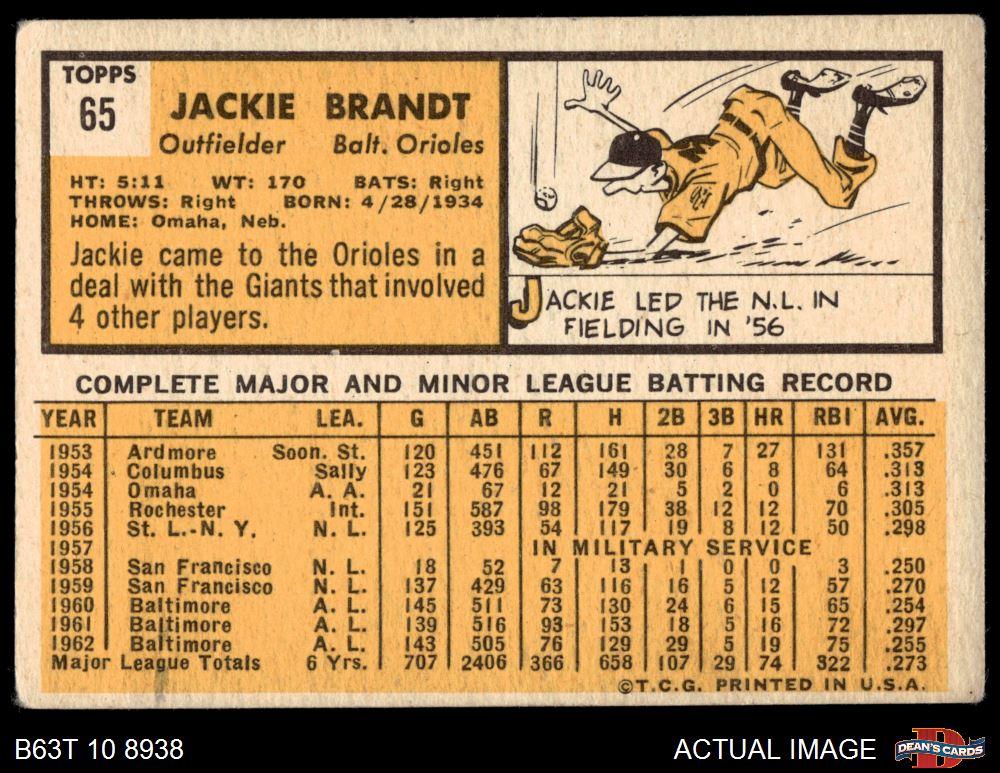 TOPPS
65
JACKIE BRANDT
Outfielder Balt. Orioles
HT: 5:11 WT: 170 BATS: Right
THROWS: Right BORN: 4/28/1934
HOME: Omaha, Neb.
Jackie came to the Orioles in a
deal with the Giants that involved
4 other players.
JACKIE LED THE N.L. IN
FIELDING IN '56
COMPLETE MAJOR AND MINOR LEAGUE BATTING RECORD
YEAR TEAM LEA. G AB R H 2B 3B HR RBI AVG.
1953 Ardmore Soon. St. 120 451 112 161 28 7 27 131 .357
1954 Columbus Sally 123 476 67 149 30 6 8 64 .313
1954 Omaha A. A. 21 67 12 21 5 2 0 6 .313
1955 Rochester Int. 151 587 98 179 38 12 12 70 .305
1956 St. L.-N. Y. N. L. 125 393 54 117 19 8 12 50 .298
1957 IN MILITARY SERVICE
1958 San Francisco N. L. 18 52 7 13 1 0 0 3 .250
1959 San Francisco N. L. 137 429 63 116 16 5 12 57 .270
1960 Baltimore A. L. 145 511 73 130 24 6 15 65 .254
1961 Baltimore A. L. 139 516 93 153 18 5 16 72 .297
1962 Baltimore A. L. 143 505 76 129 29 5 19 75 .255
Major League Totals 6 Yrs. 707 2406 366 658 107 29 74 322 .273
©T.C.G. PRINTED IN U.S.A.
B63T 10 8938 ACTUAL IMAGE DEAN'S CARDS